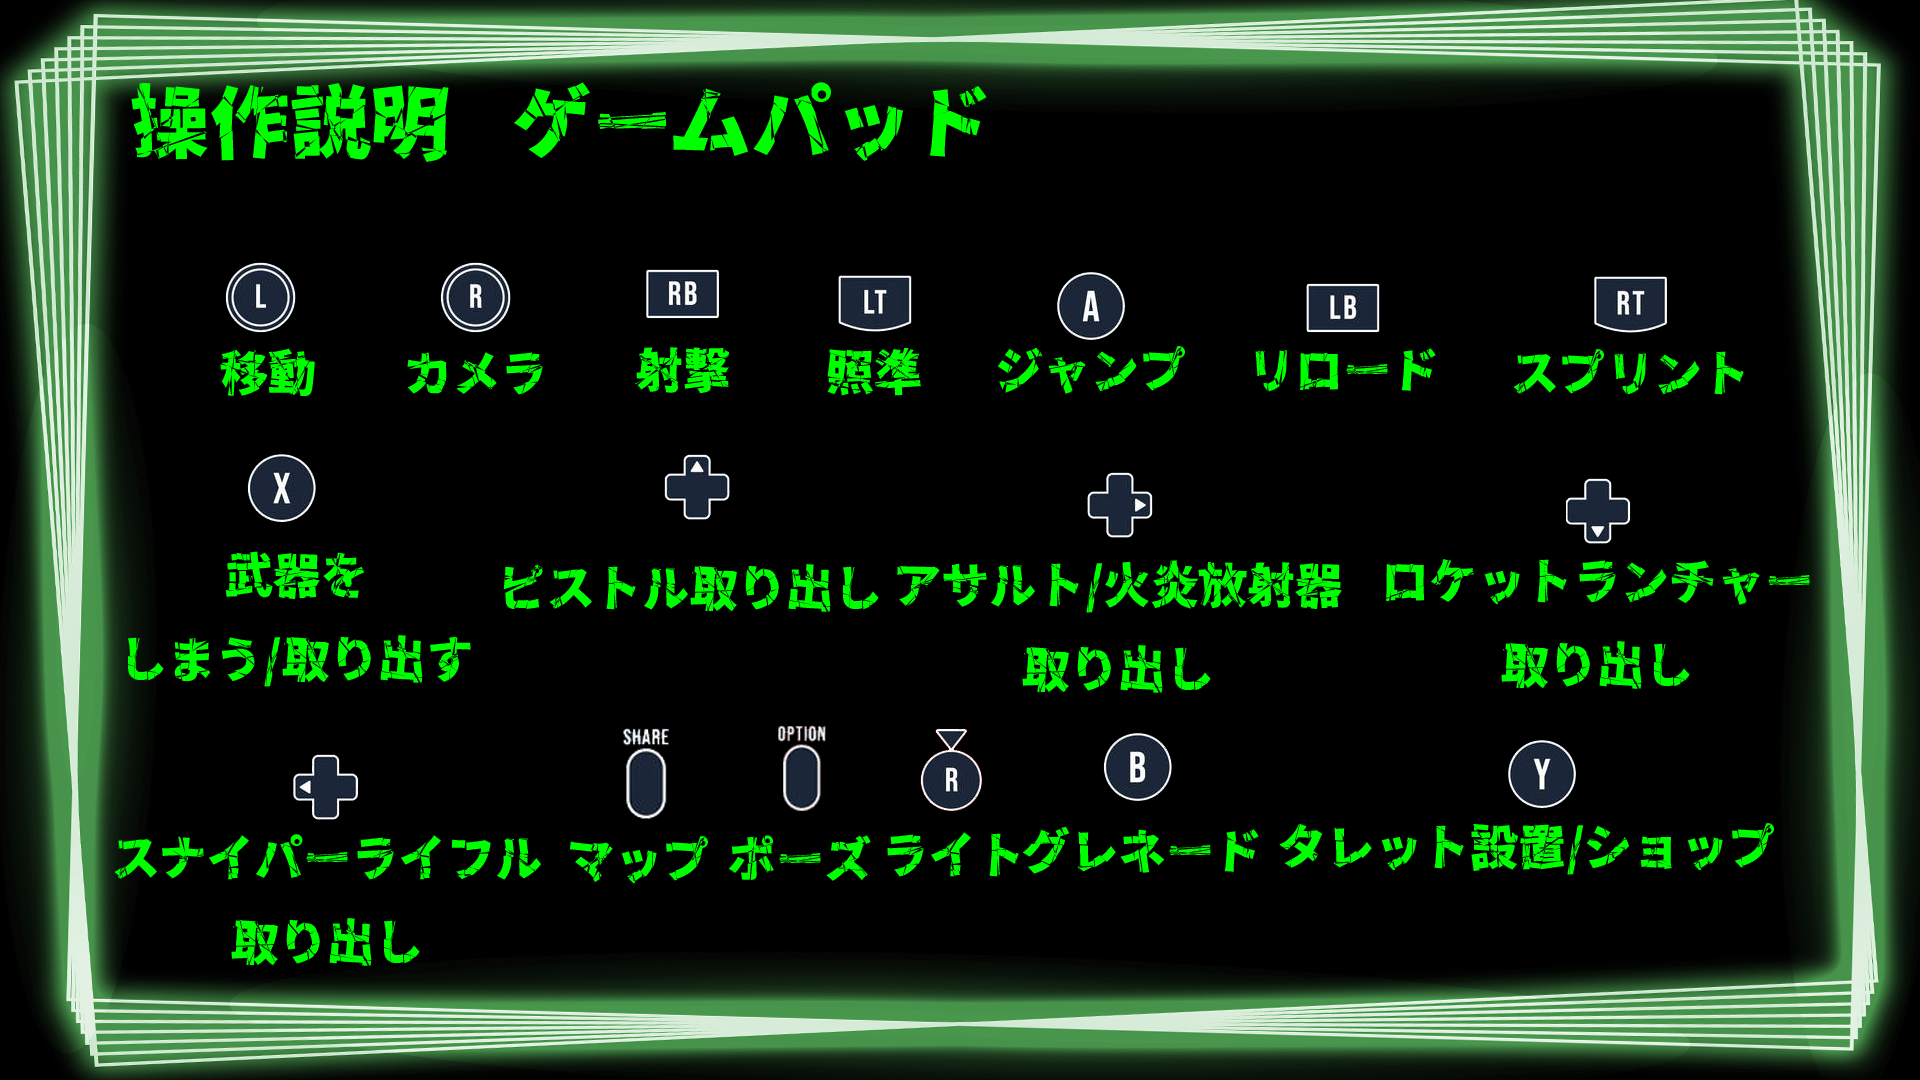 操作説明　ゲームパッド
L R RB LT A LB RT
移動 カメラ 射撃 照準 ジャンプ リロード スプリント
X
武器を
しまう/取り出す
ピストル取り出し
アサルト/火炎放射器
取り出し
ロケットランチャー
取り出し
SHARE OPTION R B Y
スナイパーライフル
取り出し
マップ ポーズ ライト グレネード タレット設置/ショップ